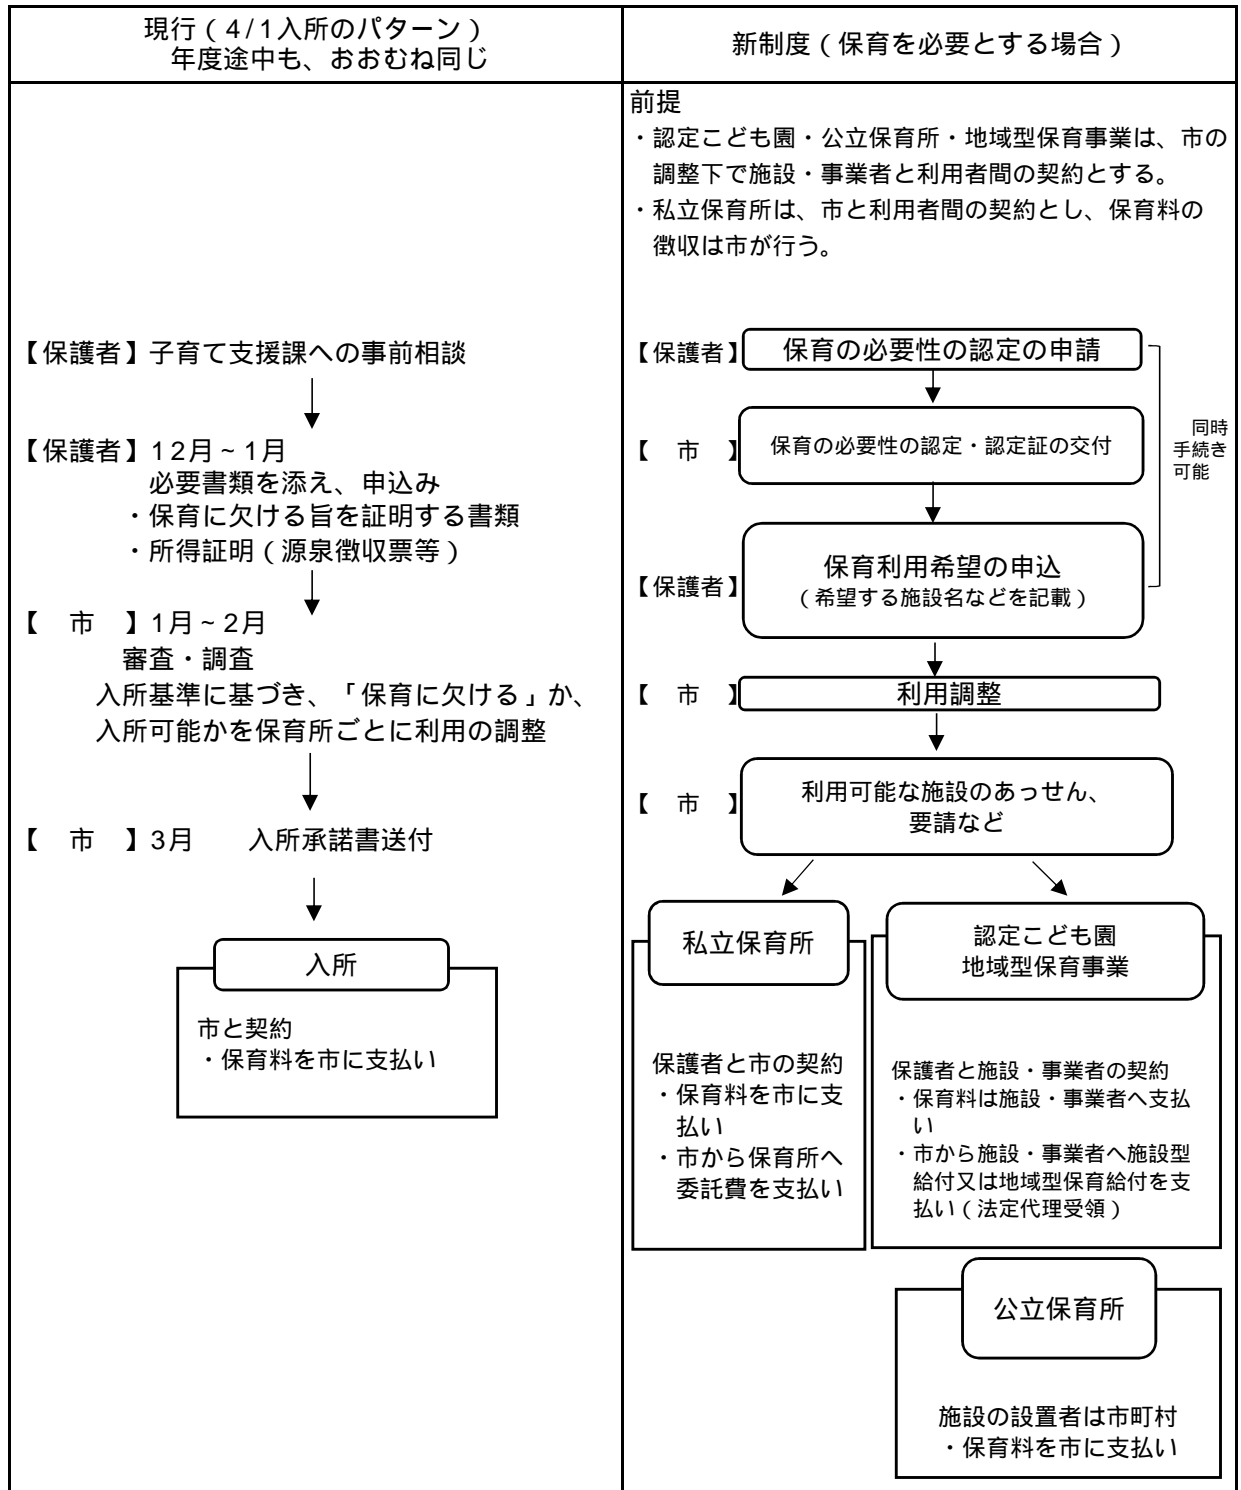 現行（4/1入所のパターン）
年度途中も、おおむね同じ
【保護者】子育て支援課への事前相談
【保護者】12月~1月
必要書類を添え、申込み
・保育に欠ける旨を証明する書類
・所得証明（源泉徴収票等）
【　市　】1月~2月
審査・調査
入所基準に基づき、「保育に欠ける」か、
入所可能かを保育所ごとに利用の調整
【　市　】3月　入所承諾書送付
入所
市と契約
・保育料を市に支払い
新制度（保育を必要とする場合）
前提
・認定こども園・公立保育所・地域型保育事業は、市の
調整下で施設・事業者と利用者間の契約とする。
・私立保育所は、市と利用者間の契約とし、保育料の
徴収は市が行う。
【保護者】保育の必要性の認定の申請
【　市　】保育の必要性の認定・認定証の交付
同時
手続き
可能
【保護者】保育利用希望の申込
（希望する施設名などを記載）
【　市　】利用調整
【　市　】利用可能な施設のあっせん、
要請など
私立保育所
保護者と市の契約
・保育料を市に支
払い
・市から保育所へ
委託費を支払い
認定こども園
地域型保育事業
保護者と施設・事業者の契約
・保育料は施設・事業者へ支払
い
・市から施設・事業者へ施設型
給付又は地域型保育給付を支
払い（法定代理受領）
公立保育所
施設の設置者は市町村
・保育料を市に支払い